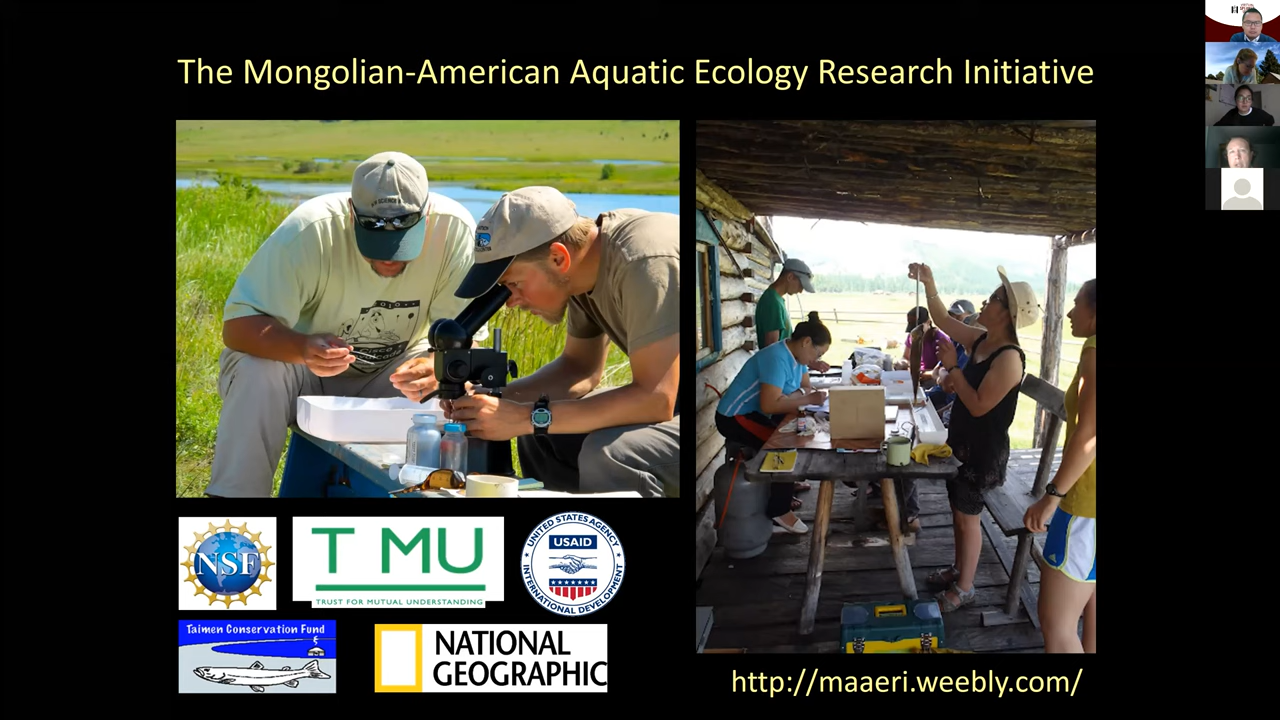 The Mongolian-American Aquatic Ecology Research Initiative
NSF
TMU
TRUST FOR MUTUAL UNDERSTANDING
UNITED STATES AGENCY
USAID
INTERNATIONAL DEVELOPMENT
Taimen Conservation Fund
NATIONAL
GEOGRAPHIC
http://maaeri.weebly.com/